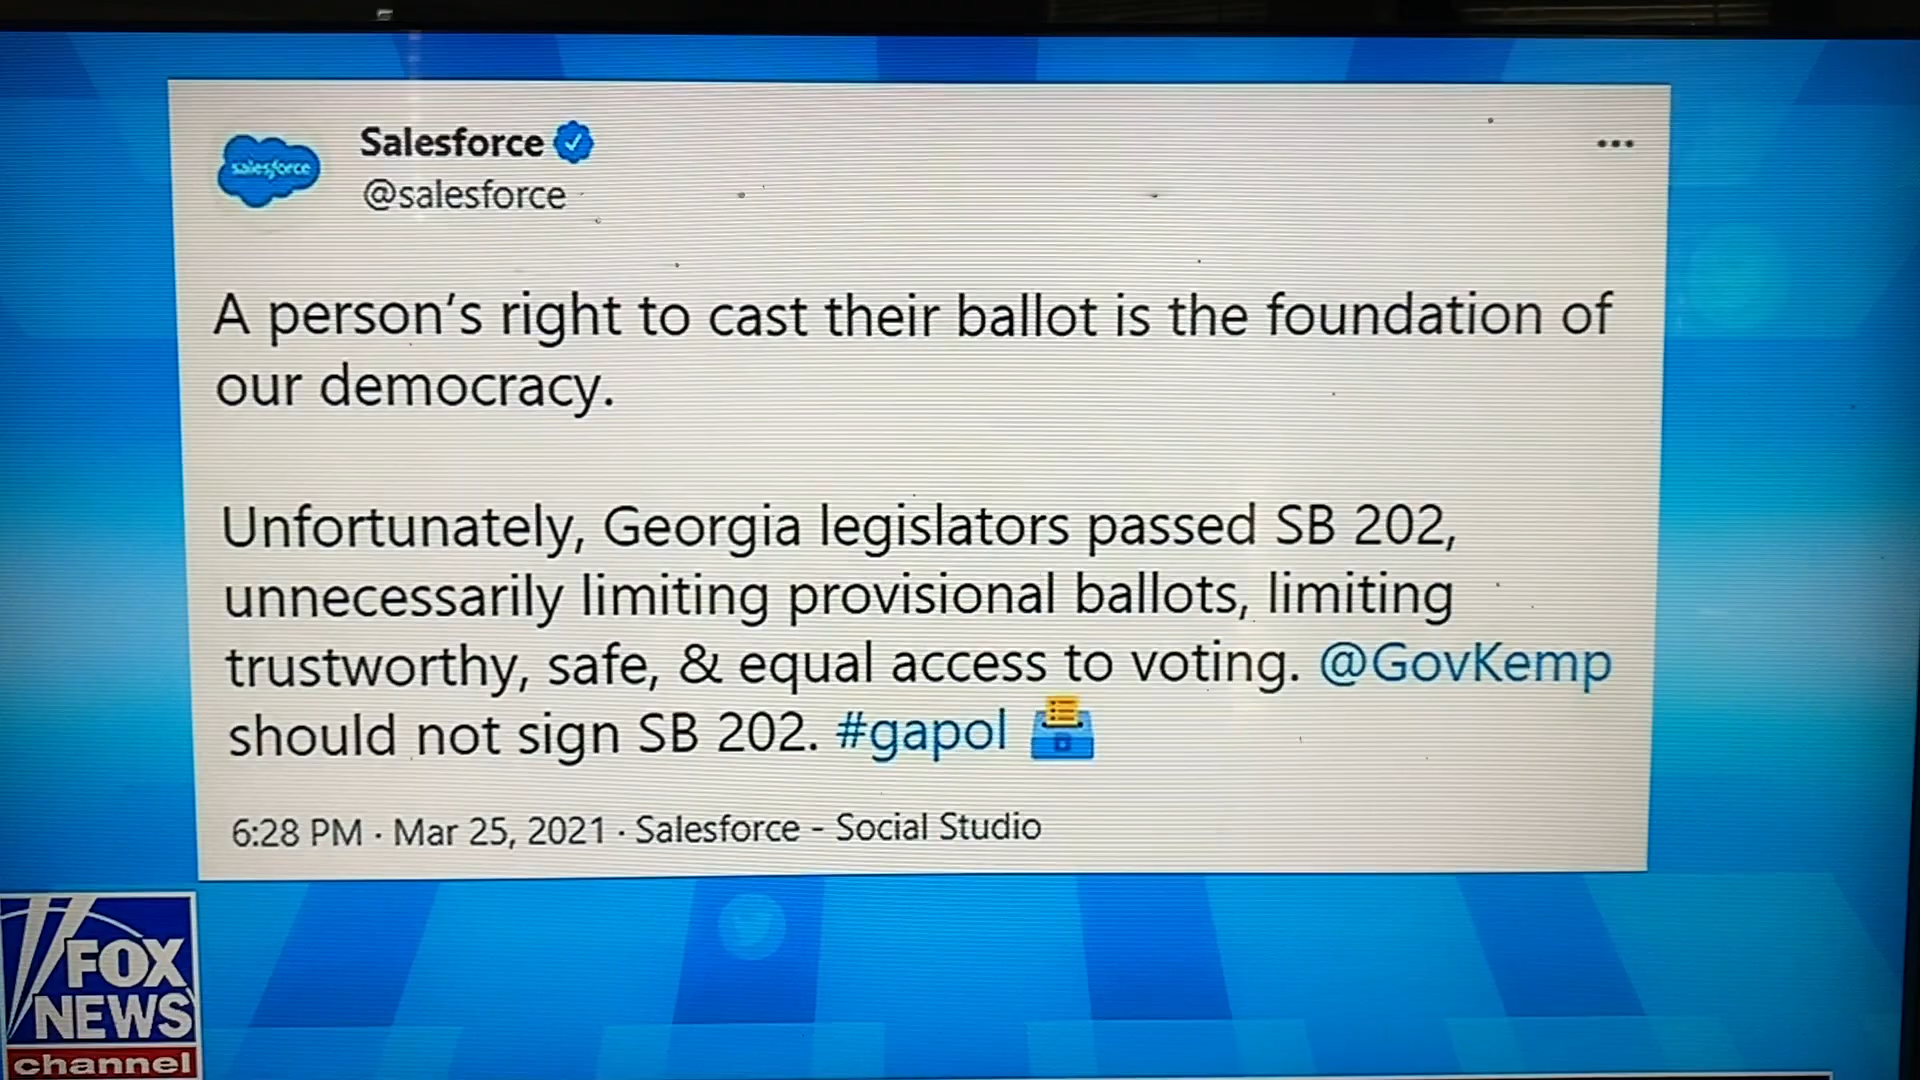 salesforce
Salesforce
@salesforce
A person's right to cast their ballot is the foundation of
our democracy.
Unfortunately, Georgia legislators passed SB 202,
unnecessarily limiting provisional ballots, limiting
trustworthy, safe, & equal access to voting. @GovKemp
should not sign SB 202. #gapol
6:28 PM · Mar 25, 2021 · Salesforce - Social Studio
FOX
NEWS
channel